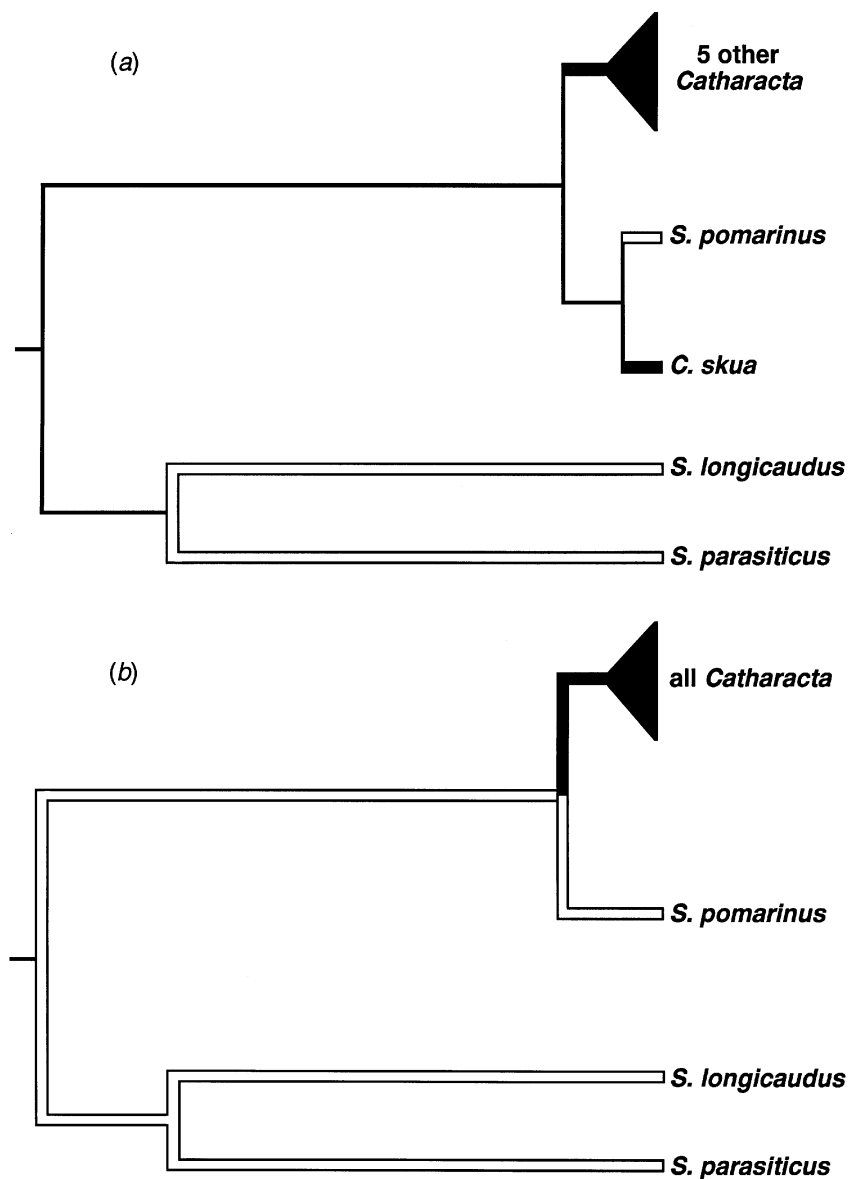 (a)
5 other
Catharacta
S. pomarinus
C. skua
S. longicaudus
S. parasiticus
(b)
all Catharacta
S. pomarinus
S. longicaudus
S. parasiticus